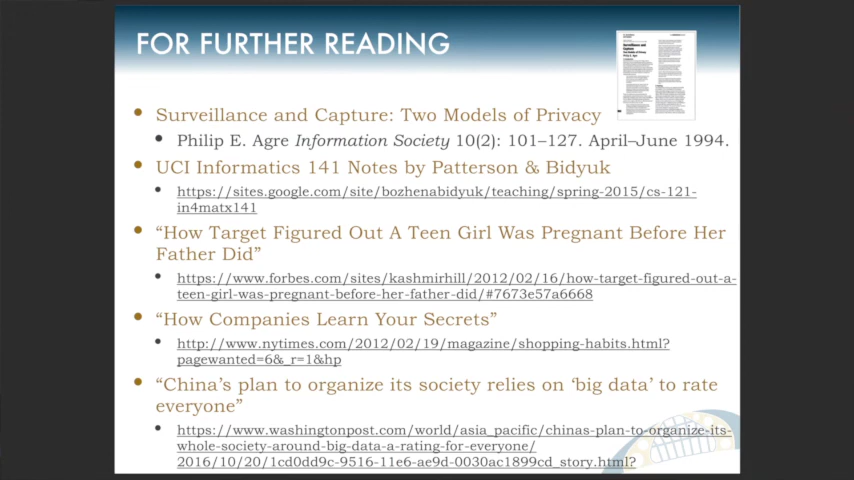 FOR FURTHER READING
Surveillance and Capture: Two Models of Privacy
Philip E. Agre Information Society 10(2): 101–127. April–June 1994.
UCI Informatics 141 Notes by Patterson & Bidyuk
https://sites.google.com/site/bozhenabidyuk/teaching/spring-2015/cs-121-
in4matx141
“How Target Figured Out A Teen Girl Was Pregnant Before Her
Father Did”
https://www.forbes.com/sites/kashmirhill/2012/02/16/how-target-figured-out-a-
teen-girl-was-pregnant-before-her-father-did/#7673e57a6668
“How Companies Learn Your Secrets”
http://www.nytimes.com/2012/02/19/magazine/shopping-habits.html?
pagewanted=6&_r=1&hp
“China’s plan to organize its society relies on ‘big data’ to rate
everyone”
https://www.washingtonpost.com/world/asia_pacific/chinas-plan-to-organize-its-
whole-society-around-big-data-a-rating-for-everyone/
2016/10/20/1cd0dd9c-9516-11e6-ae9d-0030ac1899cd_story.html?